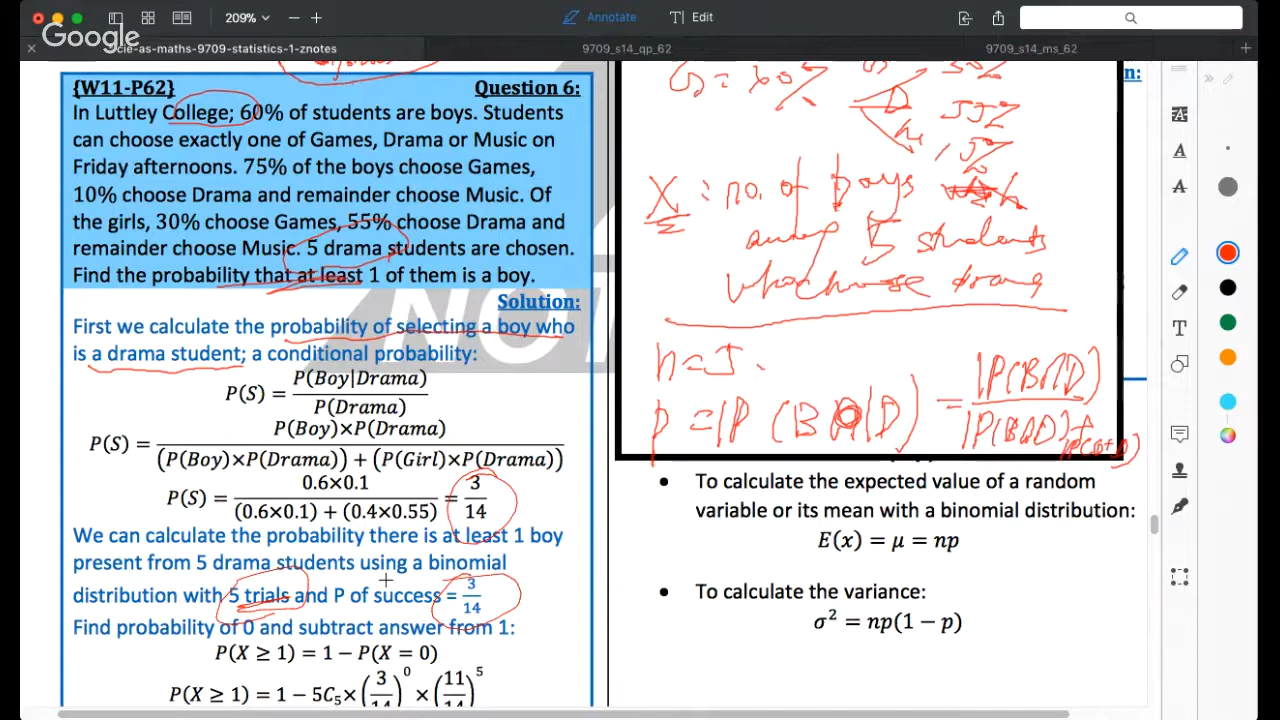 209%
Annotate
Edit
Google
cie-as-maths-9709-statistics-1-znotes
9709_s14_qp_62
9709_s14_ms_62
{W11-P62} Question 6:
In Luttley College; 60% of students are boys. Students
can choose exactly one of Games, Drama or Music on
Friday afternoons. 75% of the boys choose Games,
10% choose Drama and remainder choose Music. Of
the girls, 30% choose Games, 55% choose Drama and
remainder choose Music. 5 drama students are chosen.
Find the probability that at least 1 of them is a boy.
Solution:
First we calculate the probability of selecting a boy who
is a drama student; a conditional probability:
P(S) = P(Boy|Drama) / P(Drama)
P(S) = P(Boy)×P(Drama) / (P(Boy)×P(Drama)) + (P(Girl)×P(Drama))
P(S) = 0.6×0.1 / (0.6×0.1) + (0.4×0.55) = 3/14
We can calculate the probability there is at least 1 boy
present from 5 drama students using a binomial
distribution with 5 trials and P of success = 3/14
Find probability of 0 and subtract answer from 1:
P(X ≥ 1) = 1 − P(X = 0)
P(X ≥ 1) = 1 − 5C₅ × (3/14)⁰ × (11/14)⁵
n:
X : no. of boys
among 5 students
who choose drama
n=5
p = P(B|D) = P(B∩D)
P(B∩D)+
To calculate the expected value of a random
variable or its mean with a binomial distribution:
E(x) = μ = np
To calculate the variance:
σ² = np(1 − p)